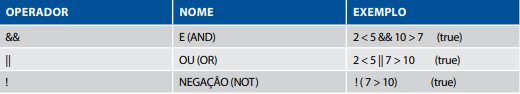 OPERADOR NOME EXEMPLO
&& E (AND) 2 < 5 && 10 > 7 (true)
|| OU (OR) 2 < 5 || 7 > 10 (true)
! NEGAÇÂO (NOT) ! ( 7 > 10) (true)